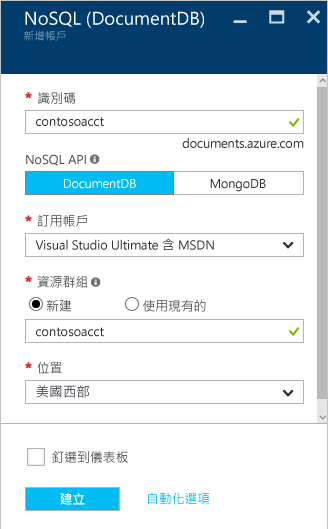 NoSQL (DocumentDB)
新增帳戶
* 識別碼
contosoacct
documents.azure.com
NoSQL API
DocumentDB MongoDB
* 訂用帳戶
Visual Studio Ultimate 含 MSDN
* 資源群組
新建 使用現有的
contosoacct
* 位置
美國西部
釘選到儀表板
建立 自動化選項